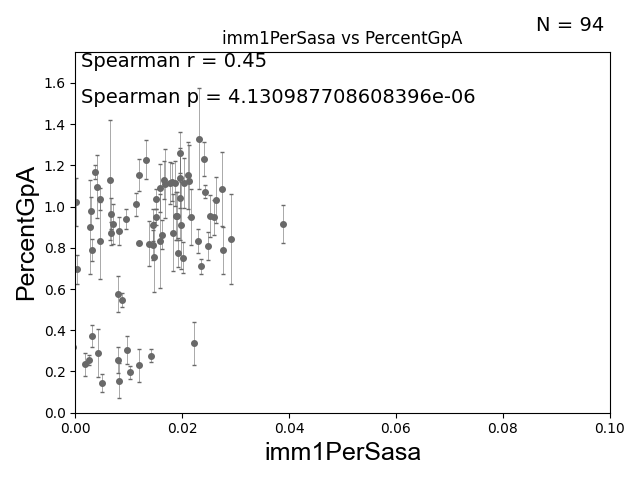 N = 94
imm1PerSasa vs PercentGpA
Spearman r = 0.45
Spearman p = 4.130987708608396e-06
PercentGpA
1.6
1.4
1.2
1.0
0.8
0.6
0.4
0.2
0.0
0.00 0.02 0.04 0.06 0.08 0.10
imm1PerSasa